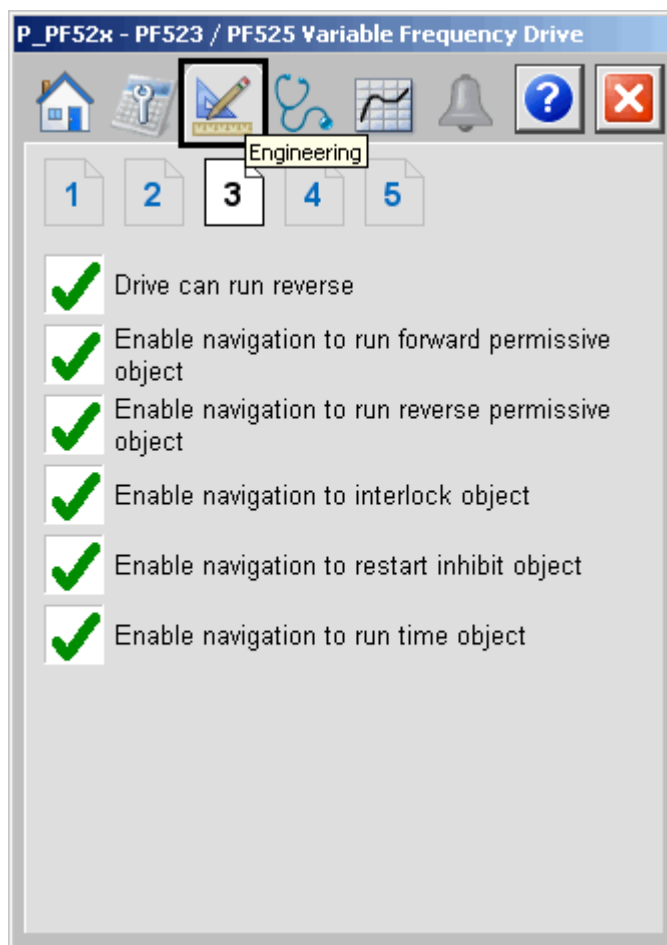 P_PF52x - PF523 / PF525 Variable Frequency Drive
?
Engineering
1 2 3 4 5
Drive can run reverse
Enable navigation to run forward permissive
object
Enable navigation to run reverse permissive
object
Enable navigation to interlock object
Enable navigation to restart inhibit object
Enable navigation to run time object